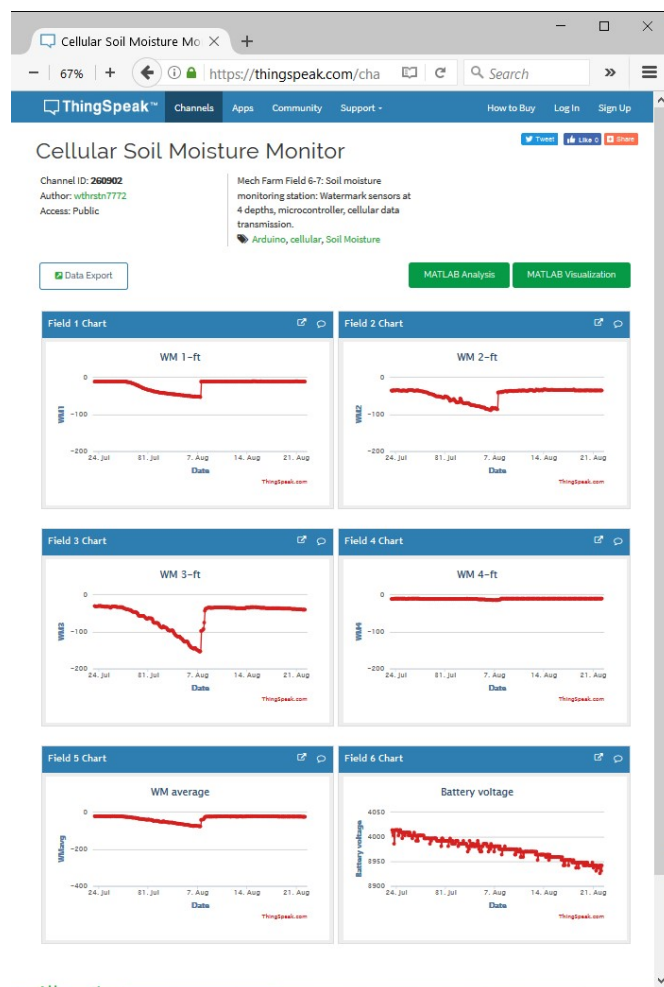 Cellular Soil Moisture Mo
67%
https://thingspeak.com/cha
Search
ThingSpeak™ Channels Apps Community Support How to Buy Log In Sign Up
Tweet Like 0 Share
Cellular Soil Moisture Monitor
Channel ID: 260902
Author: wthrstn7772
Access: Public
Mech Farm Field 6-7: Soil moisture
monitoring station: Watermark sensors at
4 depths, microcontroller, cellular data
transmission.
Arduino, cellular, Soil Moisture
Data Export
MATLAB Analysis
MATLAB Visualization
Field 1 Chart
WM 1-ft
WM1
0
-100
-200
24. Jul 31. Jul 7. Aug 14. Aug 21. Aug
Date
ThingSpeak.com
Field 2 Chart
WM 2-ft
WM2
0
-100
-200
24. Jul 31. Jul 7. Aug 14. Aug 21. Aug
Date
ThingSpeak.com
Field 3 Chart
WM 3-ft
WM3
0
-100
-200
24. Jul 31. Jul 7. Aug 14. Aug 21. Aug
Date
ThingSpeak.com
Field 4 Chart
WM 4-ft
WM4
0
-100
-200
24. Jul 31. Jul 7. Aug 14. Aug 21. Aug
Date
ThingSpeak.com
Field 5 Chart
WM average
WMavg
0
-200
-400
24. Jul 31. Jul 7. Aug 14. Aug 21. Aug
Date
ThingSpeak.com
Field 6 Chart
Battery voltage
Battery voltage
4050
4000
3950
3900
24. Jul 31. Jul 7. Aug 14. Aug 21. Aug
Date
ThingSpeak.com